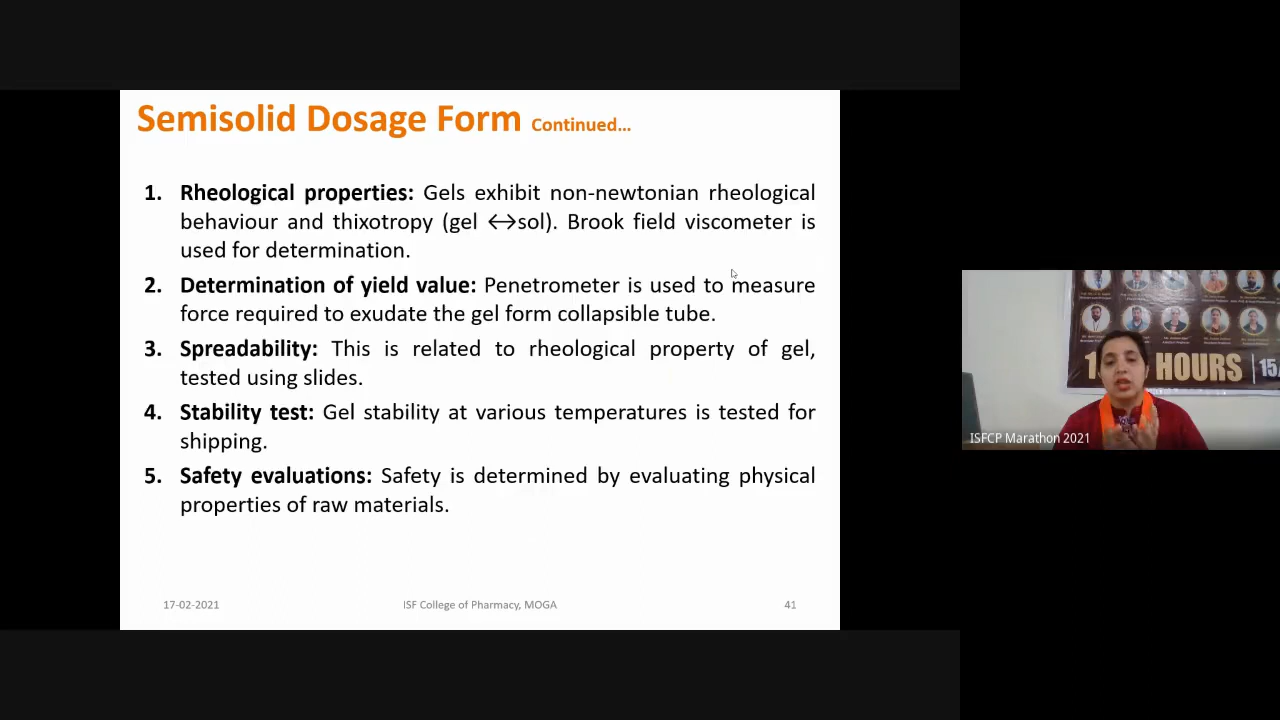 Semisolid Dosage Form Continued...
1. Rheological properties: Gels exhibit non-newtonian rheological
behaviour and thixotropy (gel ↔sol). Brook field viscometer is
used for determination.
2. Determination of yield value: Penetrometer is used to measure
force required to exudate the gel form collapsible tube.
3. Spreadability: This is related to rheological property of gel,
tested using slides.
4. Stability test: Gel stability at various temperatures is tested for
shipping.
5. Safety evaluations: Safety is determined by evaluating physical
properties of raw materials.
17-02-2021 ISF College of Pharmacy, MOGA 41
HOURS 15
ISFCP Marathon 2021